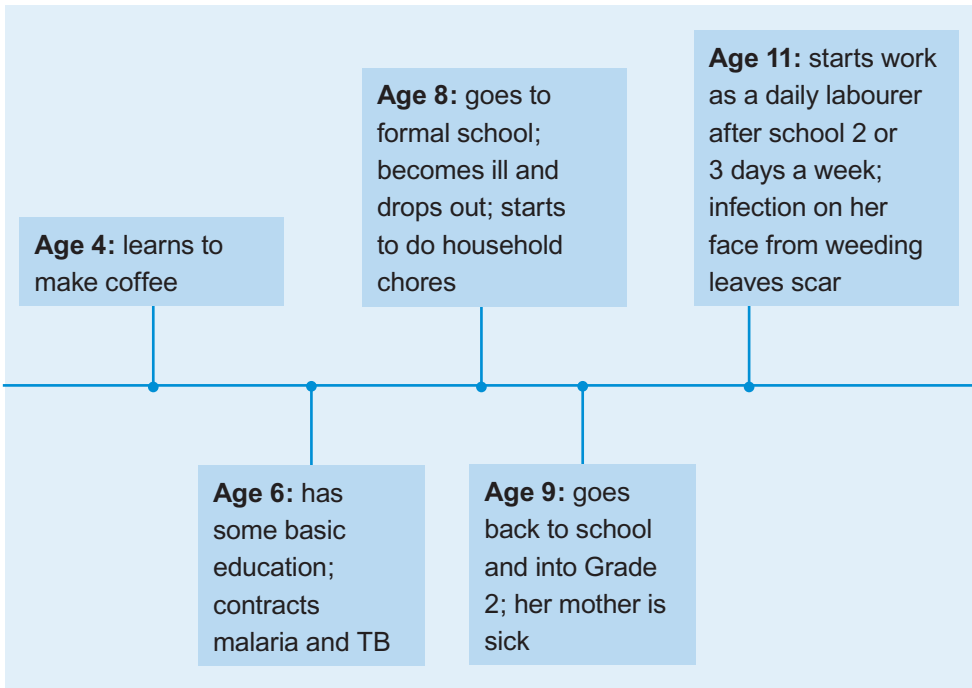 Age 4: learns to
make coffee
Age 6: has
some basic
education;
contracts
malaria and TB
Age 8: goes to
formal school;
becomes ill and
drops out; starts
to do household
chores
Age 9: goes
back to school
and into Grade
2; her mother is
sick
Age 11: starts work
as a daily labourer
after school 2 or
3 days a week;
infection on her
face from weeding
leaves scar